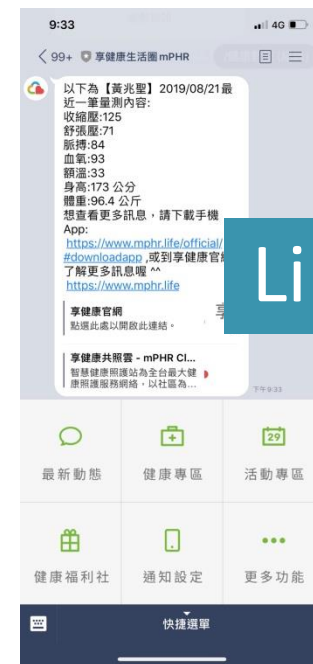 9:33
4G
99+ 享健康生活圈mPHR
以下為【黃兆聖】2019/08/21最
近一筆量測內容:
收縮壓:125
舒張壓:71
脈搏:84
血氧:93
額溫:33
身高:173 公分
體重:96.4 公斤
想查看更多訊息，請下載手機
App:
https://www.mphr.life/official/
#downloadapp ,或到享健康官
了解更多訊息喔 ^^
https://www.mphr.life
Li
享健康官網
點選此處以開啟此連結。
享健康共照雲 - mPHR Cl...
智慧健康照護站為全台最大健
康照護服務網絡，以社區為...
下午9:33
最新動態
健康專區
29
活動專區
健康福利社
通知設定
更多功能
快捷選單